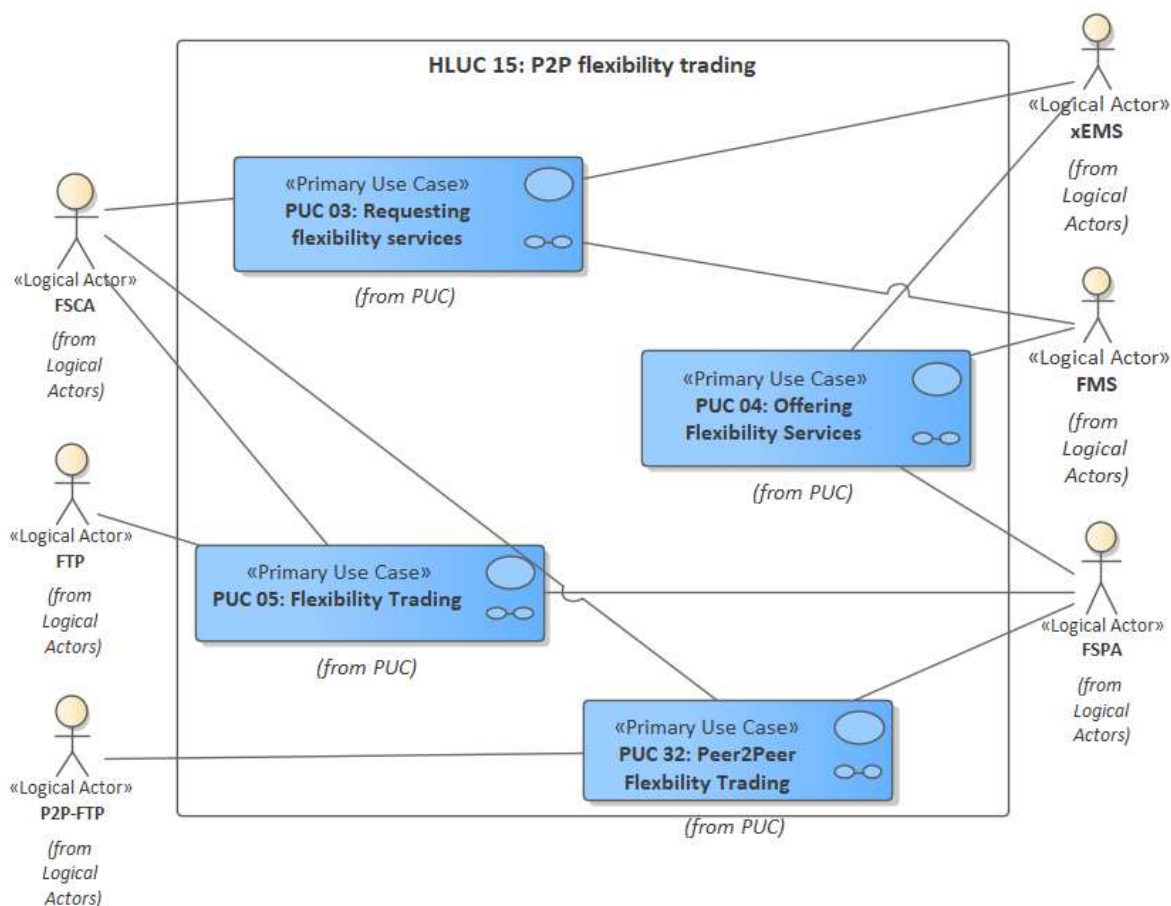 HLUC 15: P2P flexibility trading
«Logical Actor»
xEMS
(from
Logical
Actors)
«Primary Use Case»
PUC 03: Requesting
flexibility services
(from PUC)
«Logical Actor»
FSCA
(from
Logical
Actors)
«Logical Actor»
FMS
(from
Logical
Actors)
«Primary Use Case»
PUC 04: Offering
Flexibility Services
(from PUC)
«Logical Actor»
FTP
(from
Logical
Actors)
«Primary Use Case»
PUC 05: Flexibility Trading
(from PUC)
«Logical Actor»
FSPA
(from
Logical
Actors)
«Primary Use Case»
PUC 32: Peer2Peer
Flexbility Trading
(from PUC)
«Logical Actor»
P2P-FTP
(from
Logical
Actors)